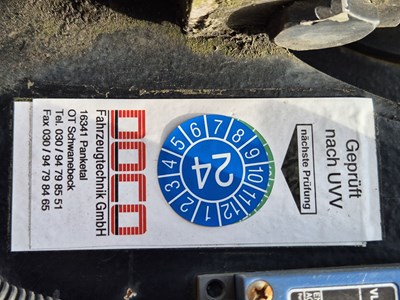 Geprüft
nach UVV
nächste Prüfung
1 2 3 4 5 6 7 8 9 10 11 12
24
DOCO
Fahrzeugtechnik GmbH
16341 Panketal
OT Schwanebeck
Tel. 030 / 94 79 85 51
Fax 030 / 94 79 84 65